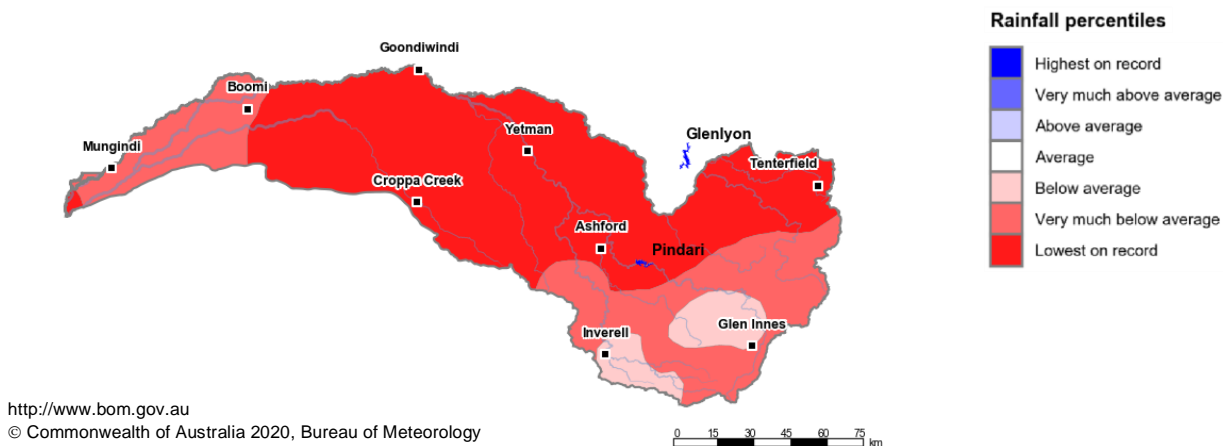 Rainfall percentiles
Highest on record
Very much above average
Above average
Average
Below average
Very much below average
Lowest on record
Goondiwindi
Boomi
Yetman
Glenlyon
Mungindi
Tenterfield
Croppa Creek
Ashford
Pindari
Glen Innes
Inverell
http://www.bom.gov.au
© Commonwealth of Australia 2020, Bureau of Meteorology
0 15 30 45 60 75
km